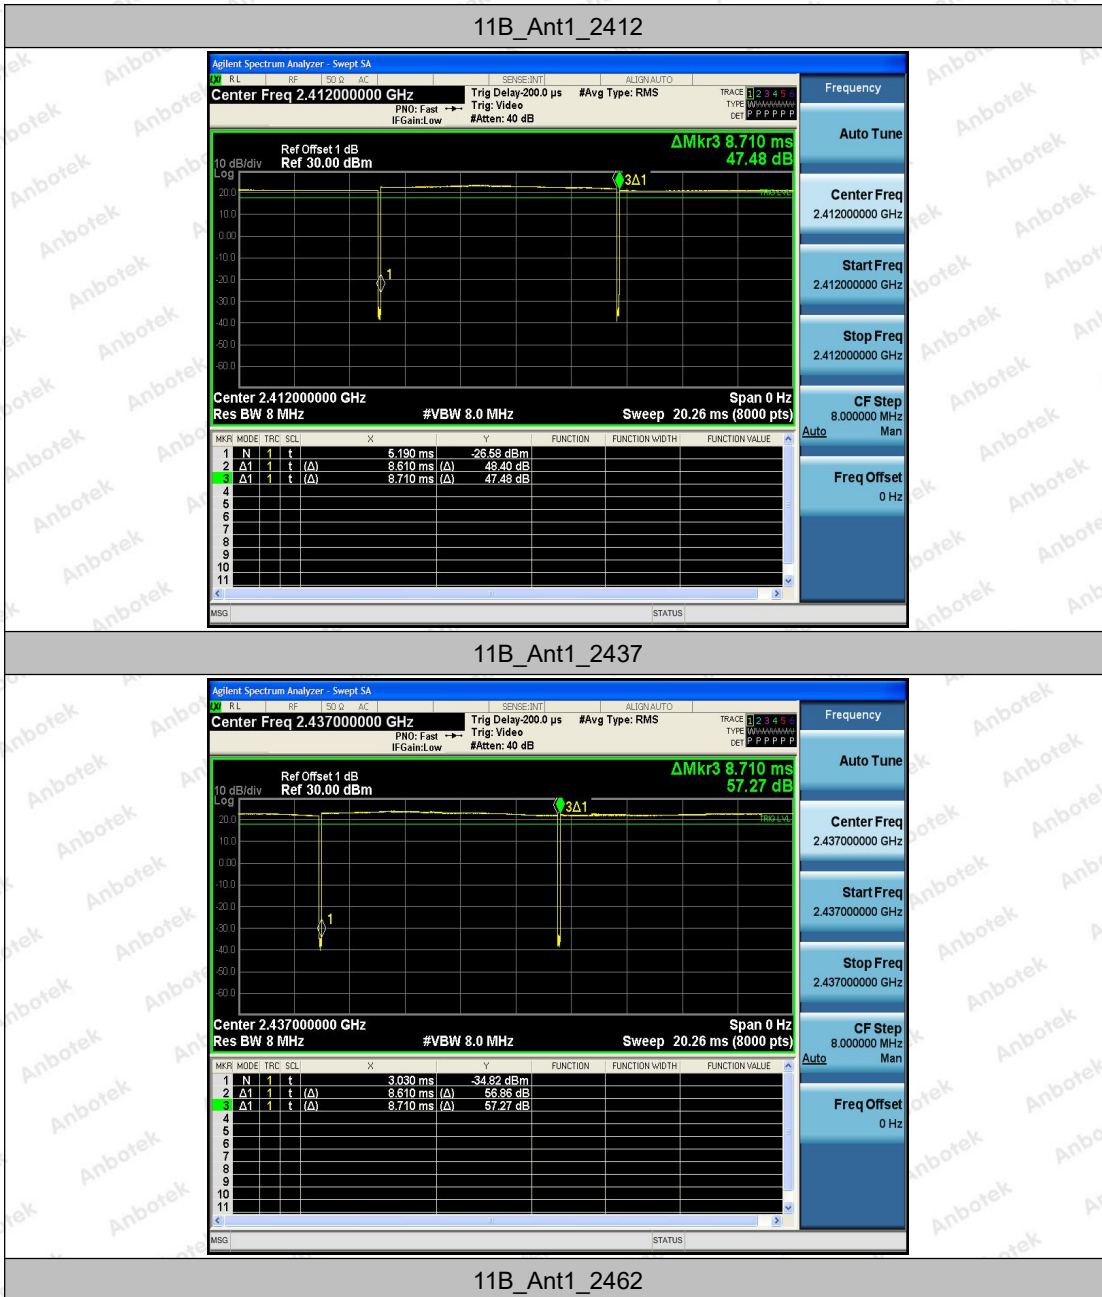 11B_Ant1_2412
Agilent Spectrum Analyzer - Swept SA
LXI RL RF 50 Ω AC SENSE:INT ALIGNAUTO
Center Freq 2.412000000 GHz
PNO: Fast
IFGain:Low
Trig Delay-200.0 µs
Trig: Video
#Atten: 40 dB
#Avg Type: RMS
TRACE 1 2 3 4 5 6
TYPE
DET P P P P P P
Frequency
Auto Tune
Center Freq
2.412000000 GHz
Start Freq
2.412000000 GHz
Stop Freq
2.412000000 GHz
CF Step
8.000000 MHz
Auto Man
Freq Offset
0 Hz
ΔMkr3 8.710 ms
47.48 dB
Ref Offset 1 dB
10 dB/div Ref 30.00 dBm
Log
20.0
10.0
0.00
-10.0
-20.0
-30.0
-40.0
-50.0
-60.0
3Δ1
TRIG LVL
1
Center 2.412000000 GHz Span 0 Hz
Res BW 8 MHz #VBW 8.0 MHz Sweep 20.26 ms (8000 pts)
MKR MODE TRC SCL X Y FUNCTION FUNCTION WIDTH FUNCTION VALUE
1 N 1 t 5.190 ms -26.58 dBm
2 Δ1 1 t (Δ) 8.610 ms (Δ) 48.40 dB
3 Δ1 1 t (Δ) 8.710 ms (Δ) 47.48 dB
4
5
6
7
8
9
10
11
MSG STATUS
11B_Ant1_2437
Agilent Spectrum Analyzer - Swept SA
LXI RL RF 50 Ω AC SENSE:INT ALIGNAUTO
Center Freq 2.437000000 GHz
PNO: Fast
IFGain:Low
Trig Delay-200.0 µs
Trig: Video
#Atten: 40 dB
#Avg Type: RMS
TRACE 1 2 3 4 5 6
TYPE
DET P P P P P P
Frequency
Auto Tune
Center Freq
2.437000000 GHz
Start Freq
2.437000000 GHz
Stop Freq
2.437000000 GHz
CF Step
8.000000 MHz
Auto Man
Freq Offset
0 Hz
ΔMkr3 8.710 ms
57.27 dB
Ref Offset 1 dB
10 dB/div Ref 30.00 dBm
Log
20.0
10.0
0.00
-10.0
-20.0
-30.0
-40.0
-50.0
-60.0
3Δ1
TRIG LVL
1
Center 2.437000000 GHz Span 0 Hz
Res BW 8 MHz #VBW 8.0 MHz Sweep 20.26 ms (8000 pts)
MKR MODE TRC SCL X Y FUNCTION FUNCTION WIDTH FUNCTION VALUE
1 N 1 t 3.030 ms -34.82 dBm
2 Δ1 1 t (Δ) 8.610 ms (Δ) 56.86 dB
3 Δ1 1 t (Δ) 8.710 ms (Δ) 57.27 dB
4
5
6
7
8
9
10
11
MSG STATUS
11B_Ant1_2462